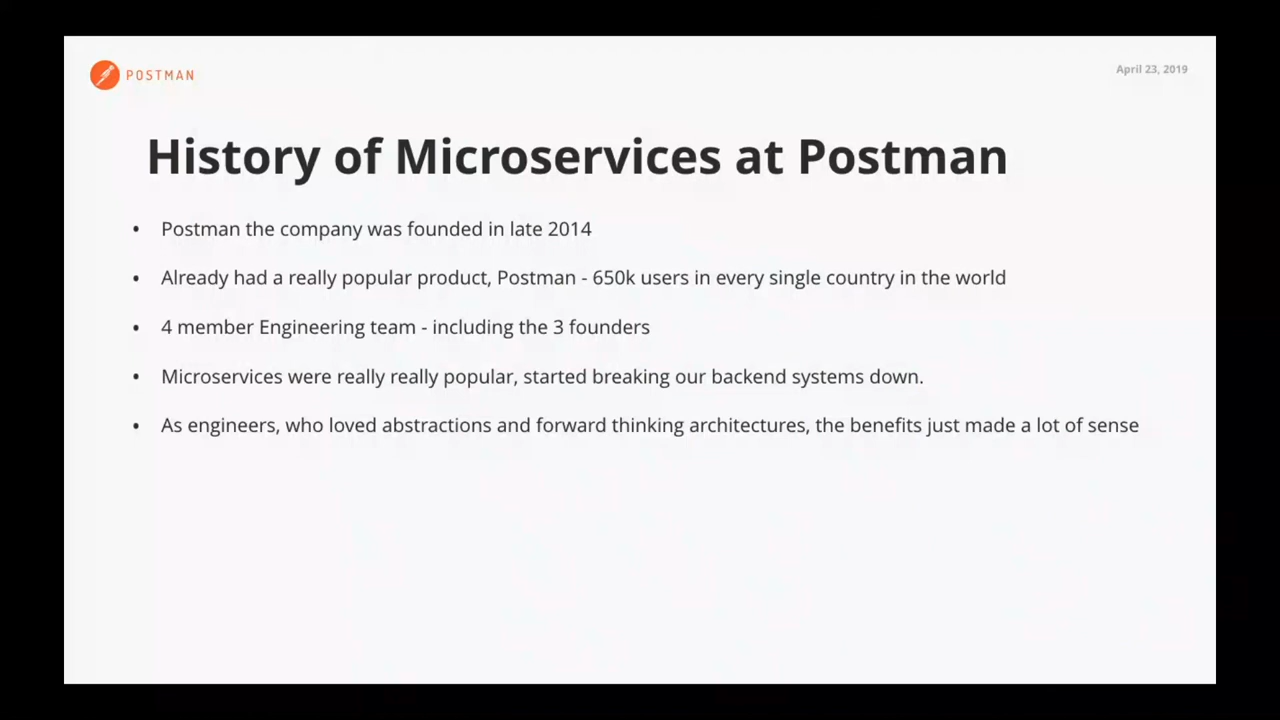 POSTMAN
April 23, 2019
History of Microservices at Postman
• Postman the company was founded in late 2014
• Already had a really popular product, Postman - 650k users in every single country in the world
• 4 member Engineering team - including the 3 founders
• Microservices were really really popular, started breaking our backend systems down.
• As engineers, who loved abstractions and forward thinking architectures, the benefits just made a lot of sense